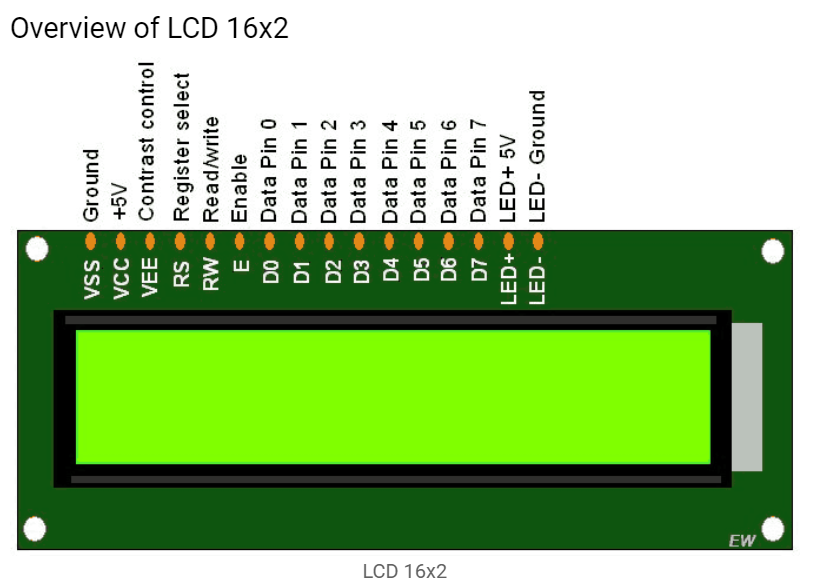 Overview of LCD 16x2
Ground
+5V
Contrast control
Register select
Read/write
Enable
Data Pin 0
Data Pin 1
Data Pin 2
Data Pin 3
Data Pin 4
Data Pin 5
Data Pin 6
Data Pin 7
LED+ 5V
LED- Ground
VSS
VCC
VEE
RS
RW
E
D0
D1
D2
D3
D4
D5
D6
D7
LED+
LED-
EW
LCD 16x2